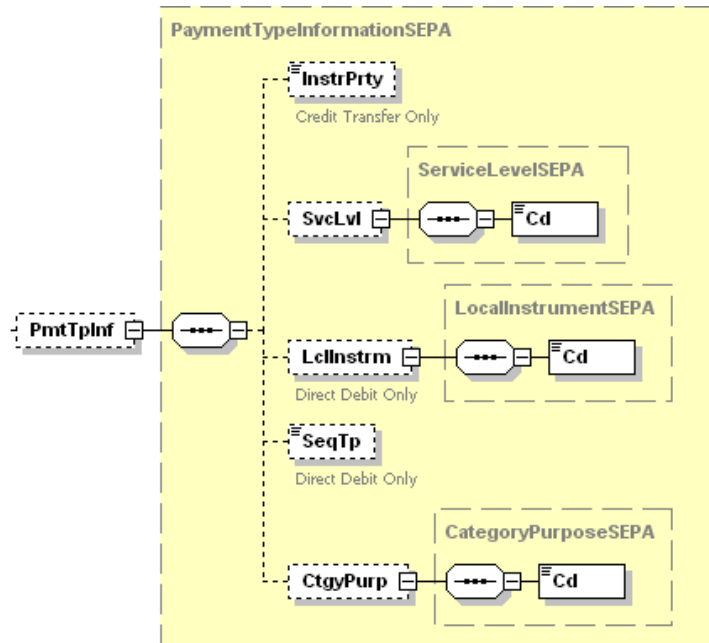 PaymentTypeInformationSEPA
InstrPrty
Credit Transfer Only
ServiceLevelSEPA
SvcLvl
Cd
PmtTpInf
LocalInstrumentSEPA
LclInstrm
Cd
Direct Debit Only
SeqTp
Direct Debit Only
CategoryPurposeSEPA
CtgyPurp
Cd